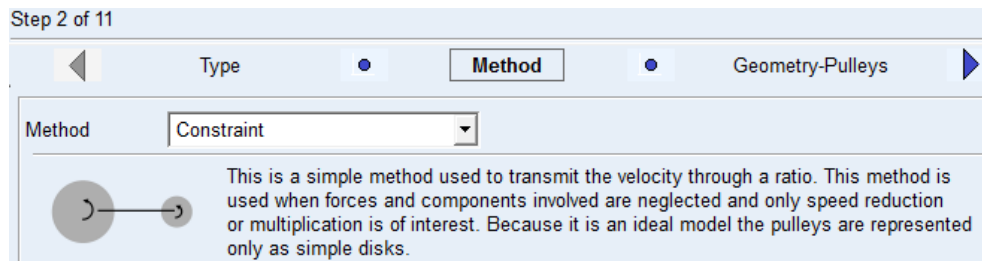 Step 2 of 11
Type Method Geometry-Pulleys
Method Constraint
This is a simple method used to transmit the velocity through a ratio. This method is
used when forces and components involved are neglected and only speed reduction
or multiplication is of interest. Because it is an ideal model the pulleys are represented
only as simple disks.